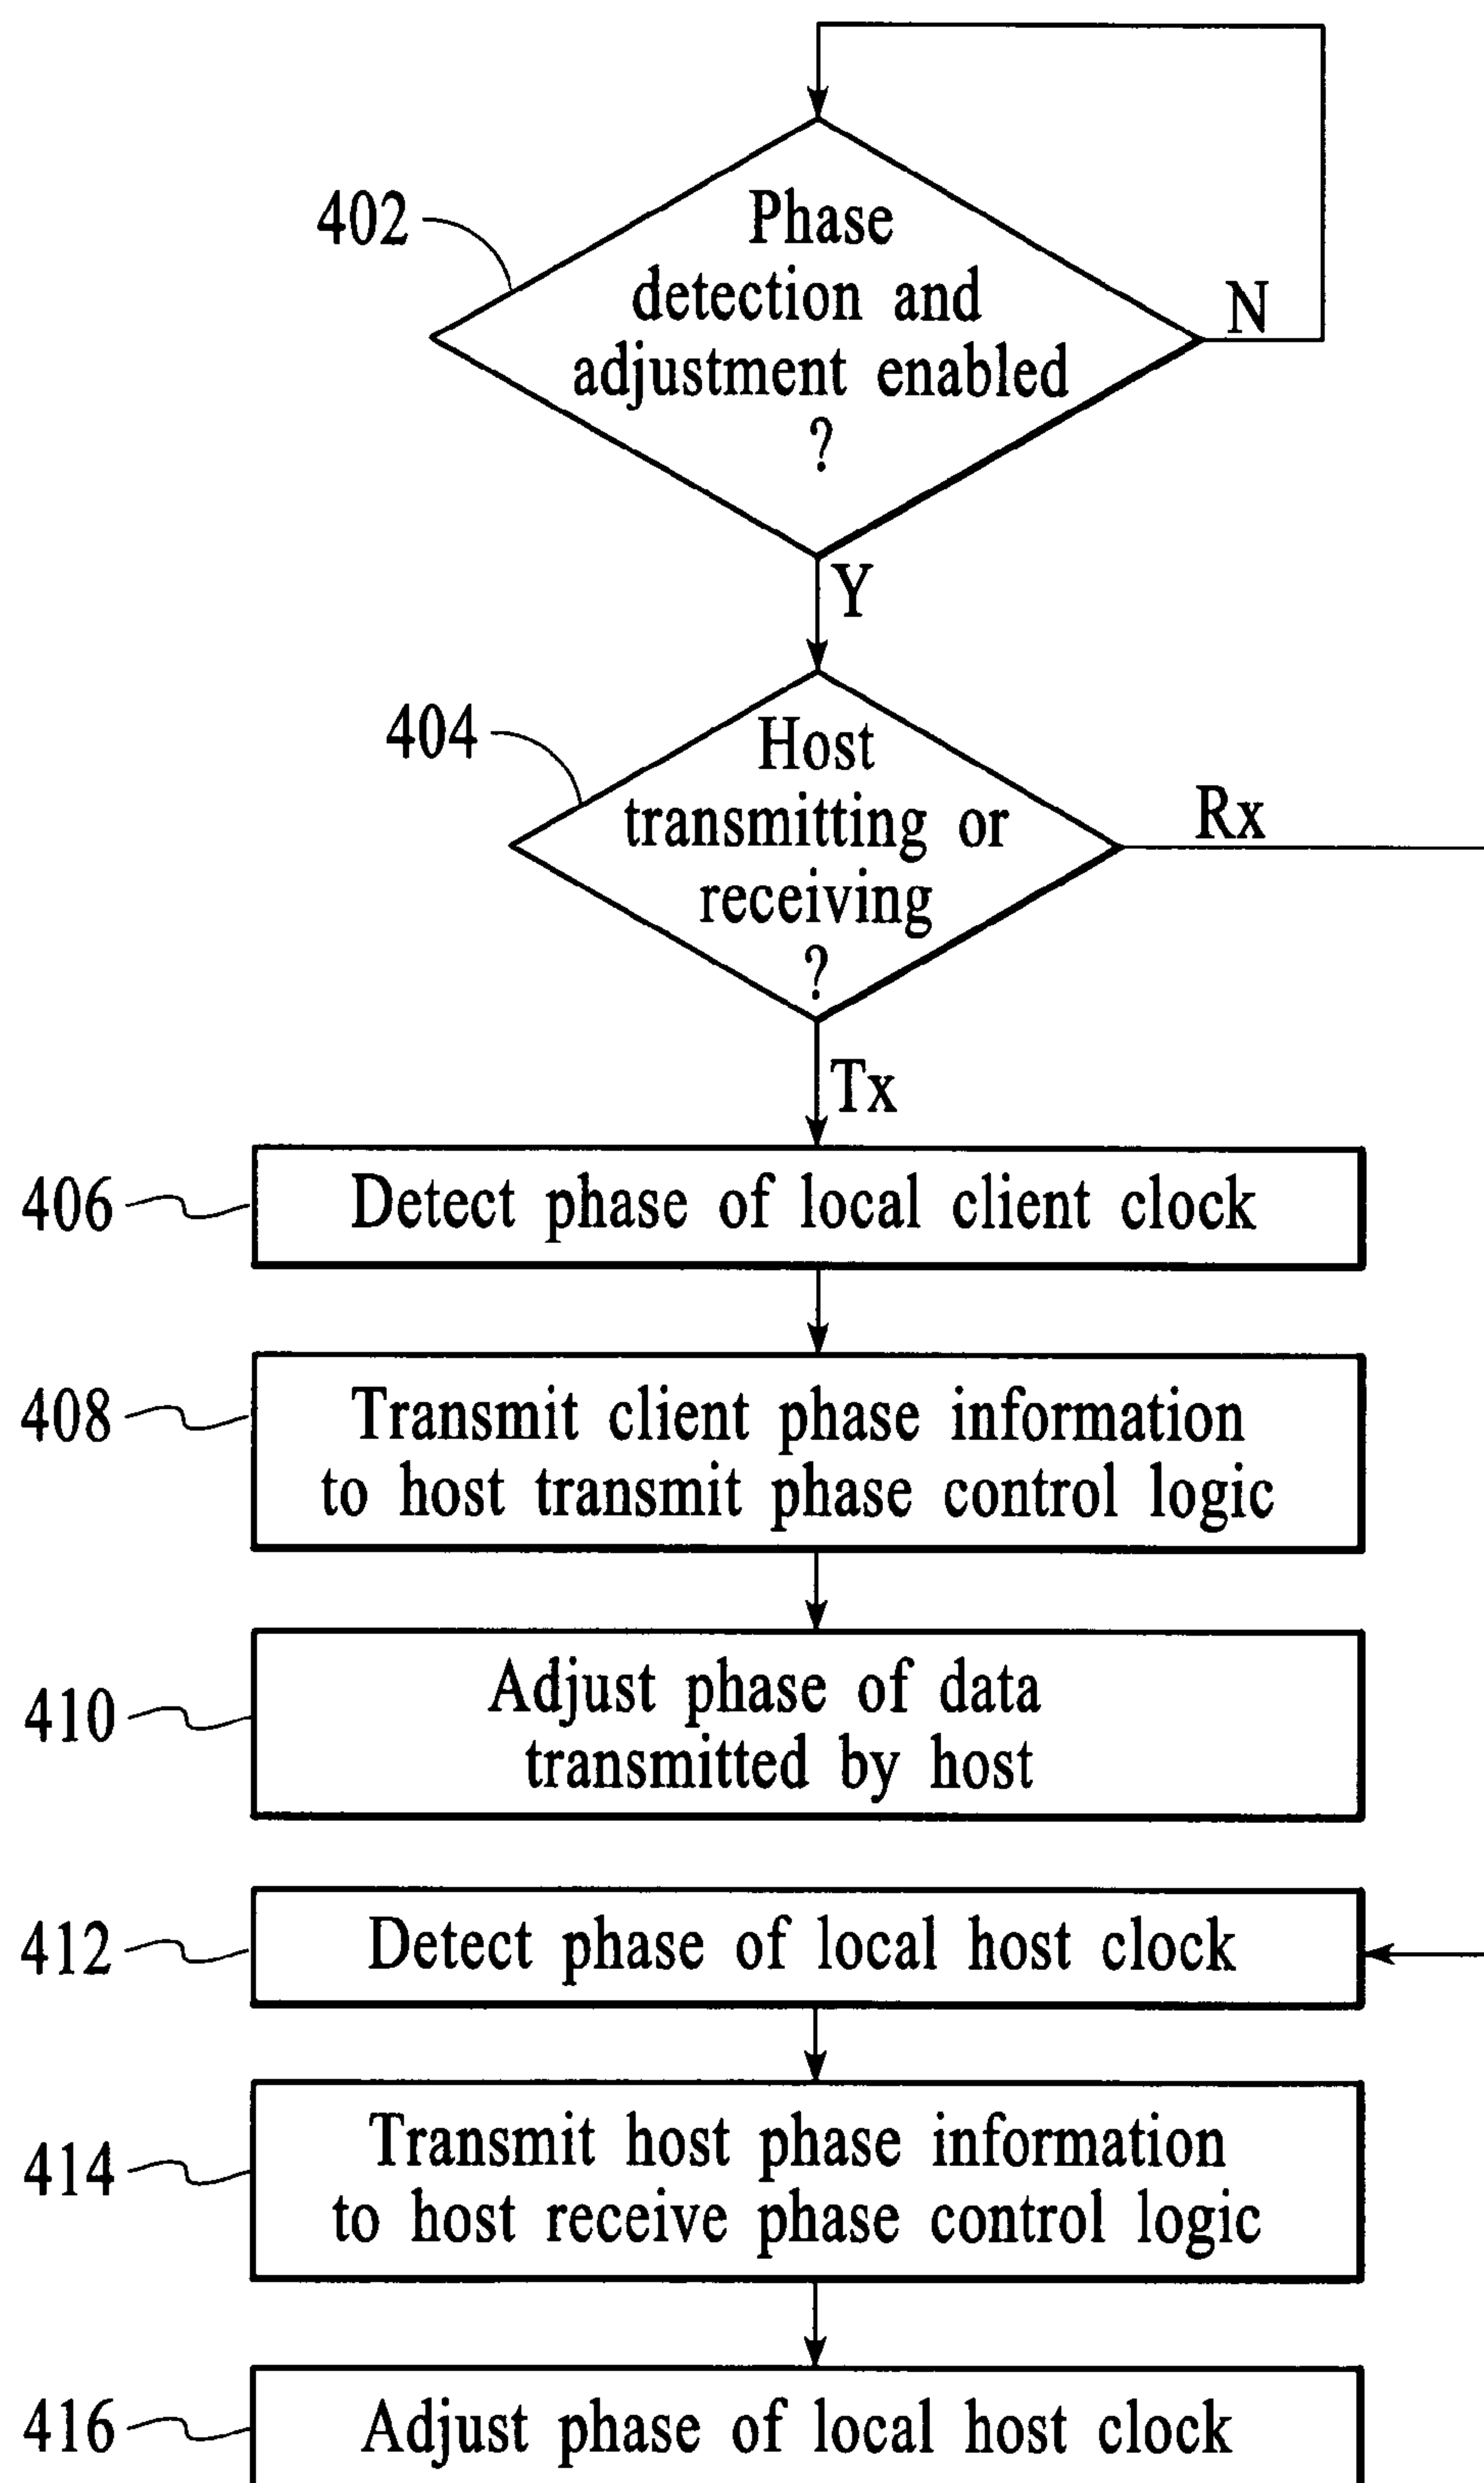 402
Phase
detection and
adjustment enabled
?
N
Y
404
Host
transmitting or
receiving
?
Rx
Tx
406
Detect phase of local client clock
408
Transmit client phase information
to host transmit phase control logic
410
Adjust phase of data
transmitted by host
412
Detect phase of local host clock
414
Transmit host phase information
to host receive phase control logic
416
Adjust phase of local host clock